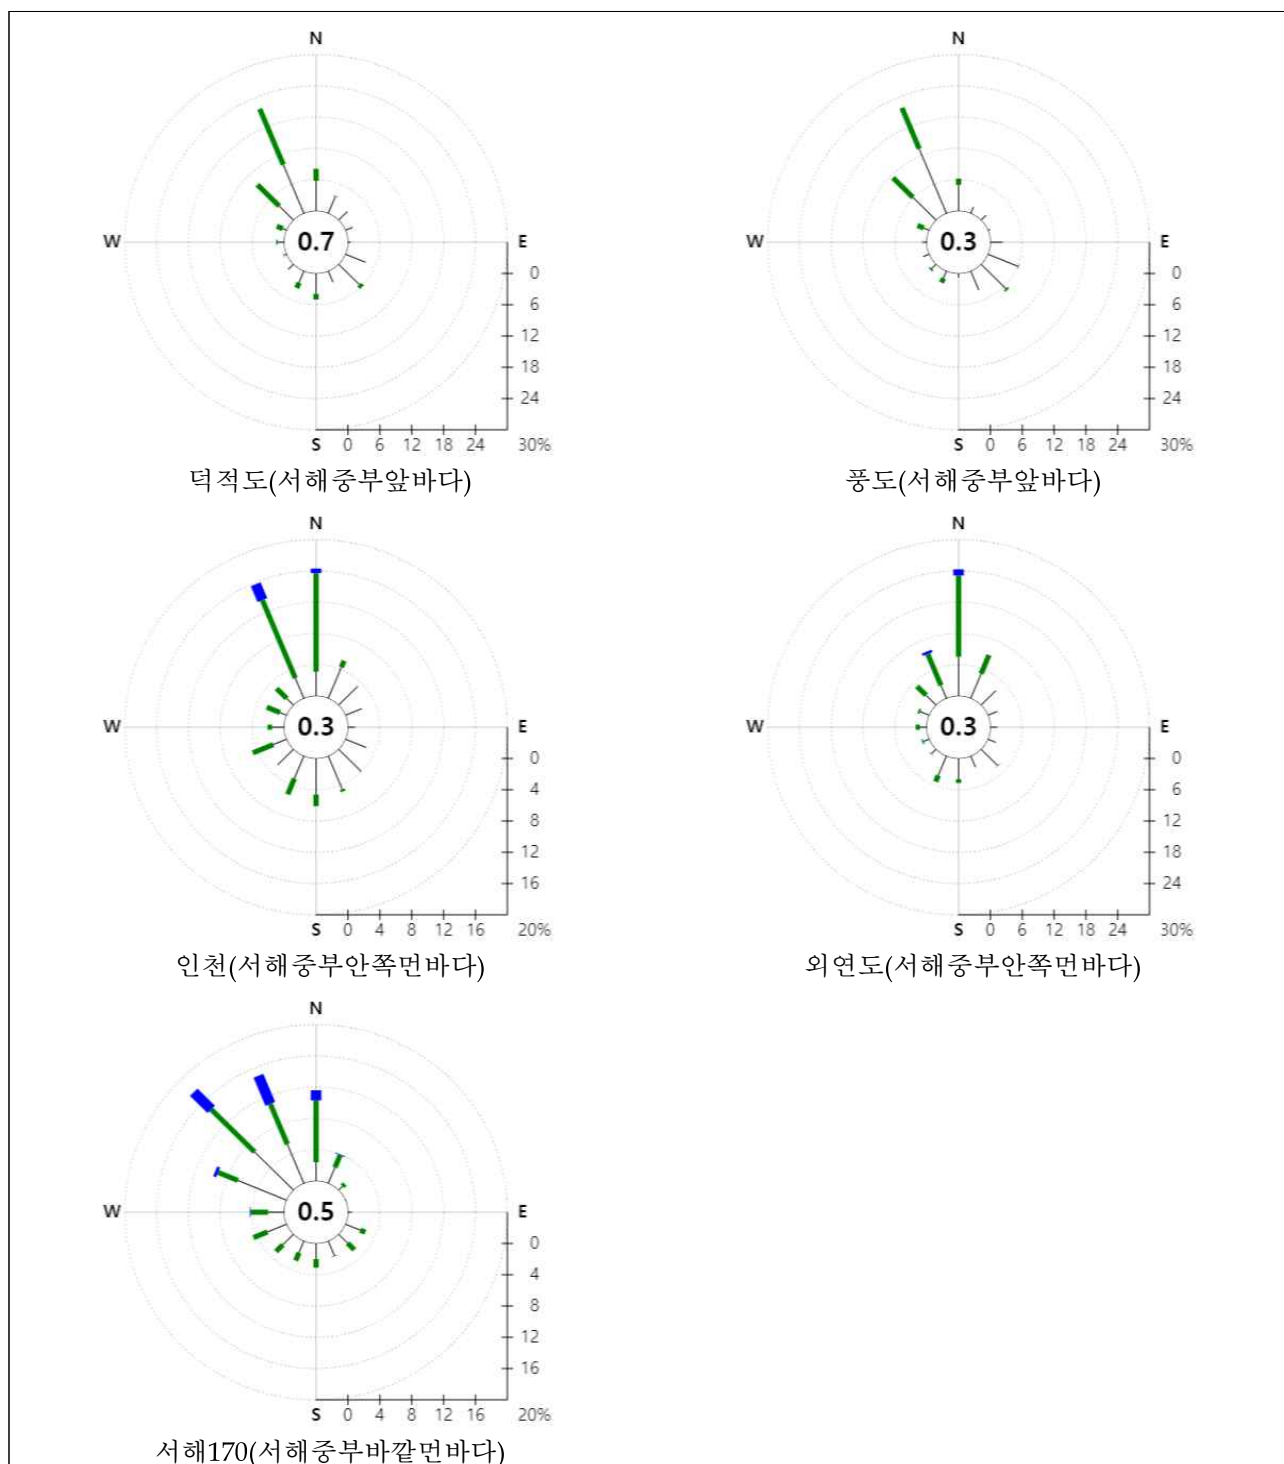 N N
W 0.7 E W 0.3 E
0 0
6 6
12 12
18 18
24 24
S 0 6 12 18 24 30% S 0 6 12 18 24 30%
덕적도(서해중부앞바다) 풍도(서해중부앞바다)
N N
W 0.3 E W 0.3 E
0 0
4 6
8 12
12 18
16 24
S 0 4 8 12 16 20% S 0 6 12 18 24 30%
인천(서해중부안쪽먼바다) 외연도(서해중부안쪽먼바다)
N
W 0.5 E
0
4
8
12
16
S 0 4 8 12 16 20%
서해170(서해중부바깥먼바다)